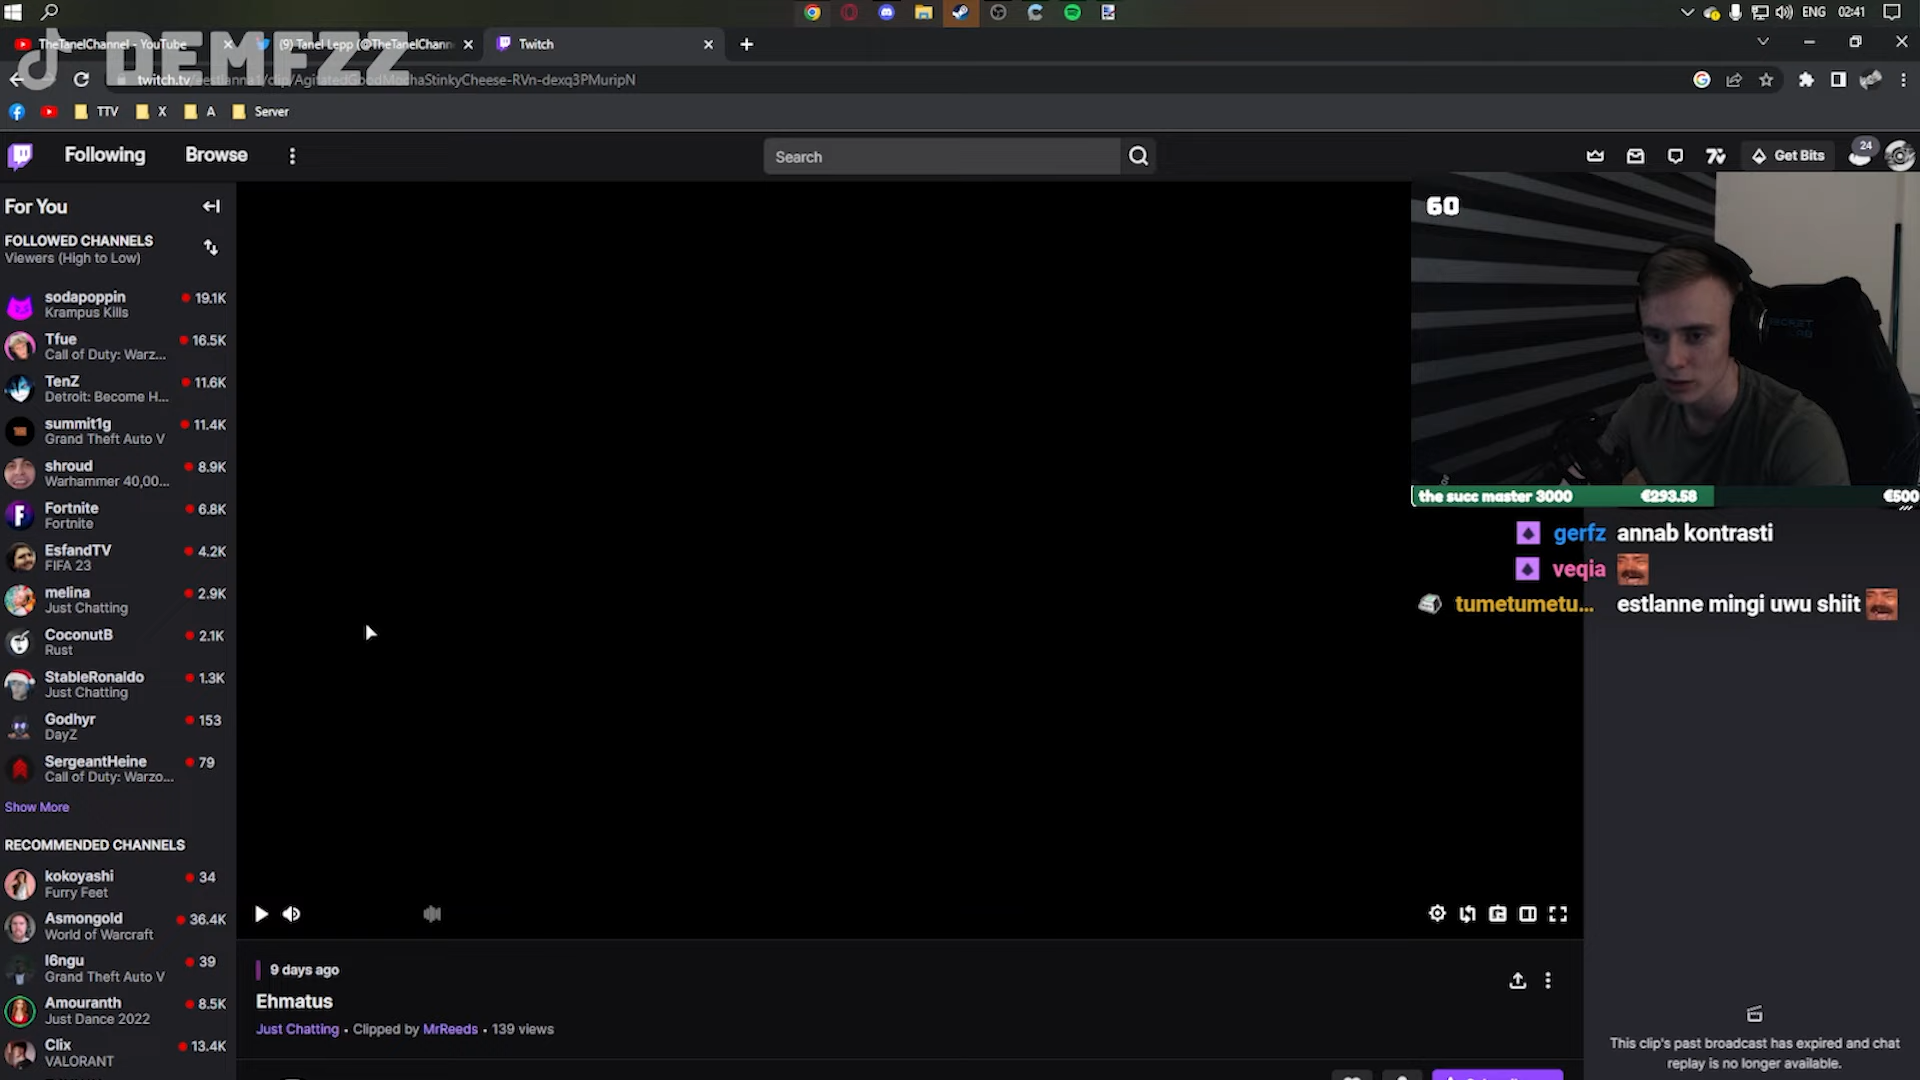 ENG 02:41
TheTanelChannel - YouTube
(9) Tanel Lepp (@TheTanelChann
Twitch
DEMFZZ
twitch.tv/eestlanna1/clip/AgitatedGoodMochaStinkyCheese-RVn-dexq3PMuripN
TTV
X
A
Server
Following
Browse
Search
Get Bits
24
For You
FOLLOWED CHANNELS
Viewers (High to Low)
sodapoppin 19.1K
Krampus Kills
Tfue 16.5K
Call of Duty: Warz...
TenZ 11.6K
Detroit: Become H...
summit1g 11.4K
Grand Theft Auto V
shroud 8.9K
Warhammer 40,00...
Fortnite 6.8K
Fortnite
EsfandTV 4.2K
FIFA 23
melina 2.9K
Just Chatting
CoconutB 2.1K
Rust
StableRonaldo 1.3K
Just Chatting
Godhyr 153
DayZ
SergeantHeine 79
Call of Duty: Warzo...
Show More
RECOMMENDED CHANNELS
kokoyashi 34
Furry Feet
Asmongold 36.4K
World of Warcraft
l6ngu 39
Grand Theft Auto V
Amouranth 8.5K
Just Dance 2022
Clix 13.4K
VALORANT
60
the succ master 3000 €293.58 €500
gerfz annab kontrasti
veqia
tumetumetu... estlanne mingi uwu shiit
9 days ago
Ehmatus
Just Chatting • Clipped by MrReeds • 139 views
This clip's past broadcast has expired and chat
replay is no longer available.